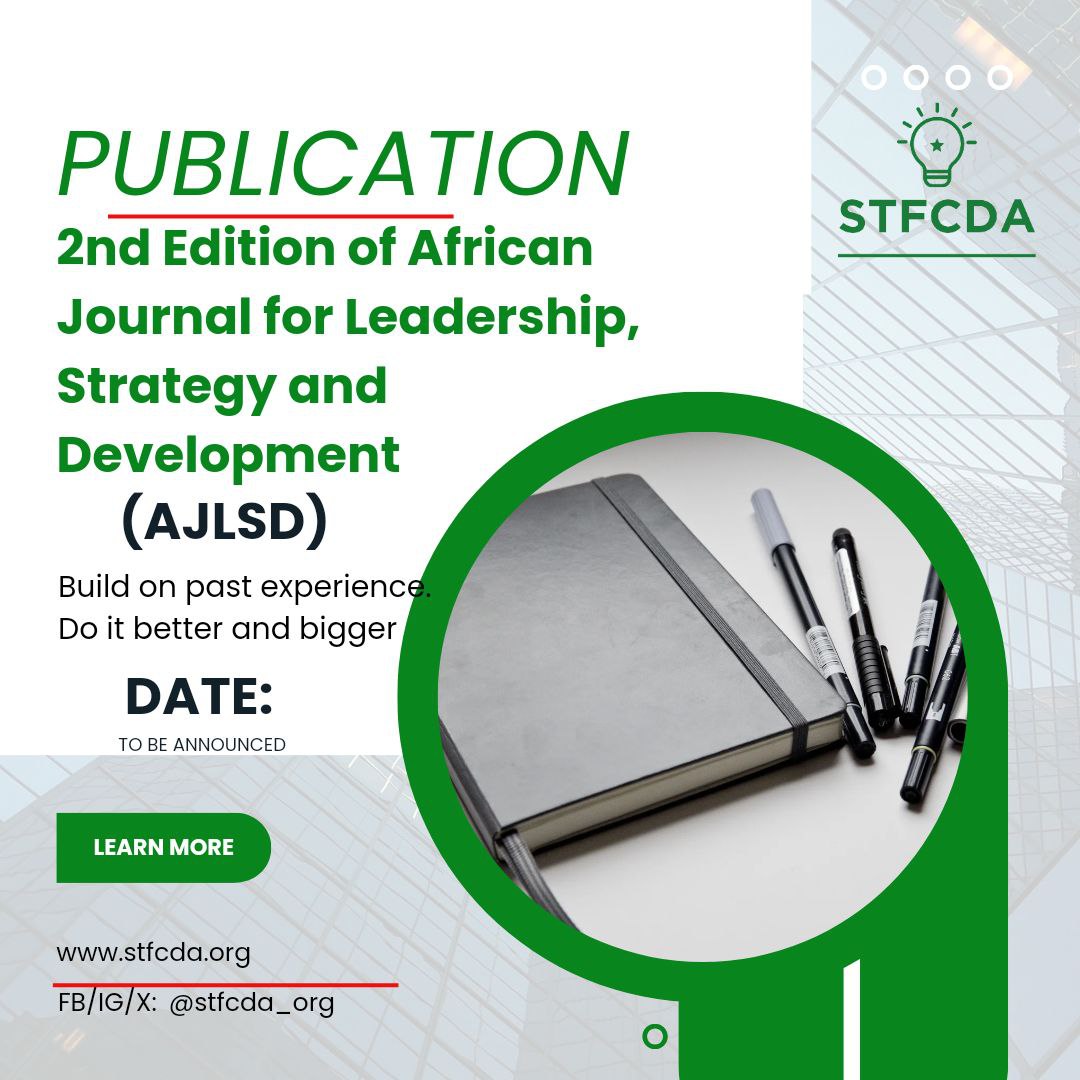 PUBLICATION
2nd Edition of African
Journal for Leadership,
Strategy and
Development
(AJLSD)
Build on past experience.
Do it better and bigger
DATE:
TO BE ANNOUNCED
LEARN MORE
www.stfcda.org
FB/IG/X: @stfcda_org
STFCDA